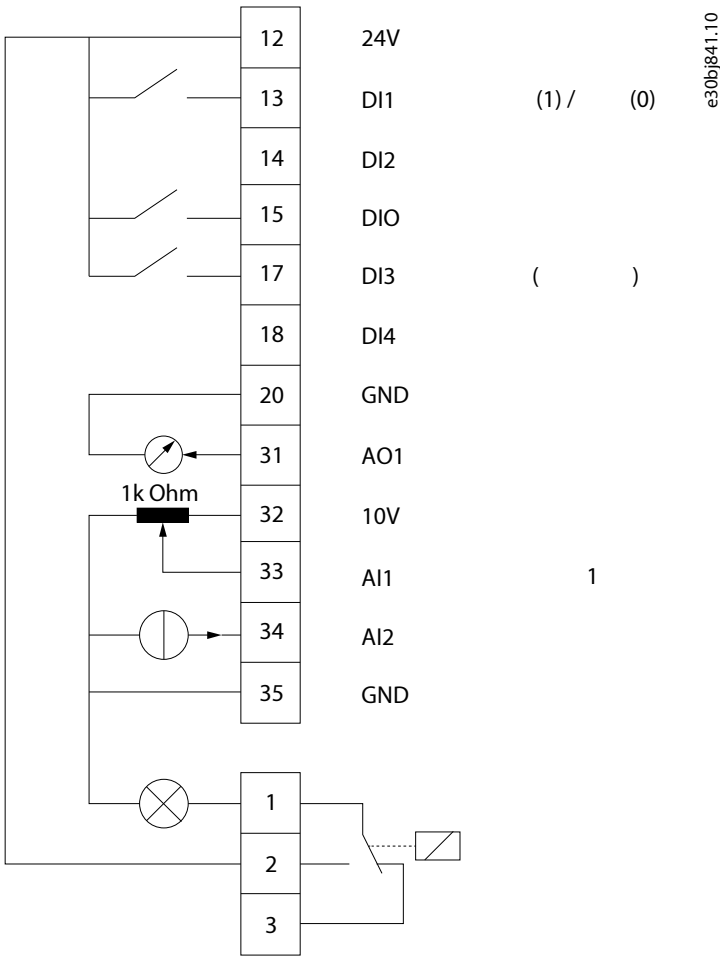 e30bj841.10
12 24V
13 DI1 (1) / (0)
14 DI2
15 DIO
17 DI3 ( )
18 DI4
20 GND
31 AO1
1k Ohm
32 10V
33 AI1 1
34 AI2
35 GND
1
2
3